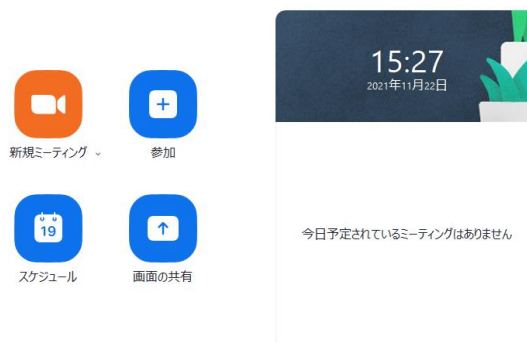 新規ミーティング
参加
19
スケジュール
画面の共有
15:27
2021年11月22日
今日予定されているミーティングはありません